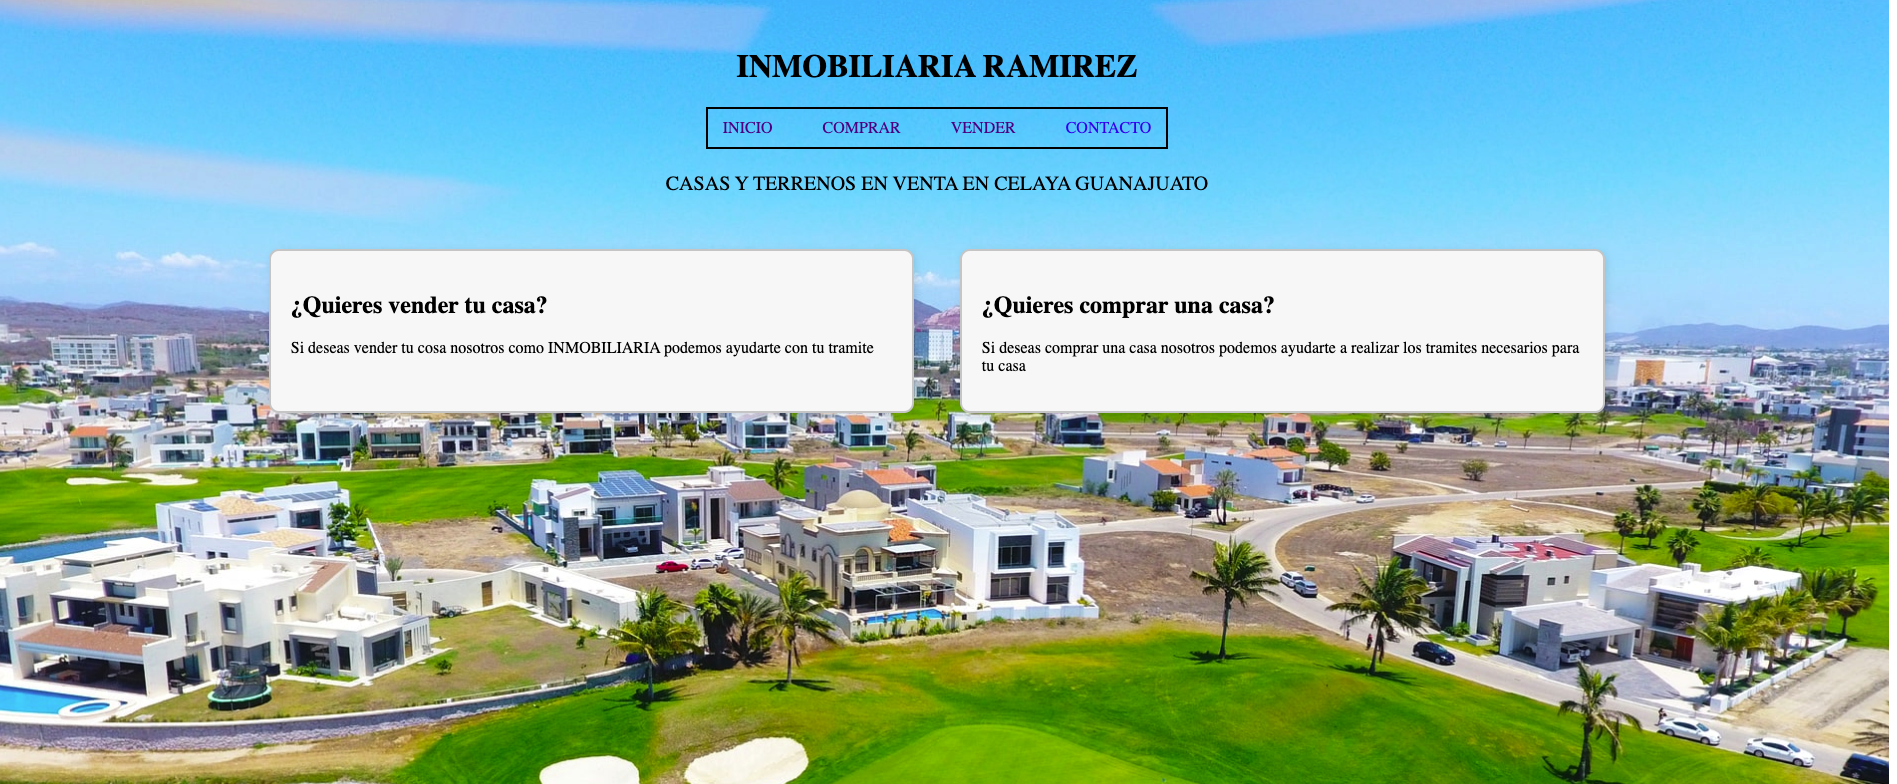 INMOBILIARIA RAMIREZ
INICIO COMPRAR VENDER CONTACTO
CASAS Y TERRENOS EN VENTA EN CELAYA GUANAJUATO
¿Quieres vender tu casa?
Si deseas vender tu cosa nosotros como INMOBILIARIA podemos ayudarte con tu tramite
¿Quieres comprar una casa?
Si deseas comprar una casa nosotros podemos ayudarte a realizar los tramites necesarios para
tu casa